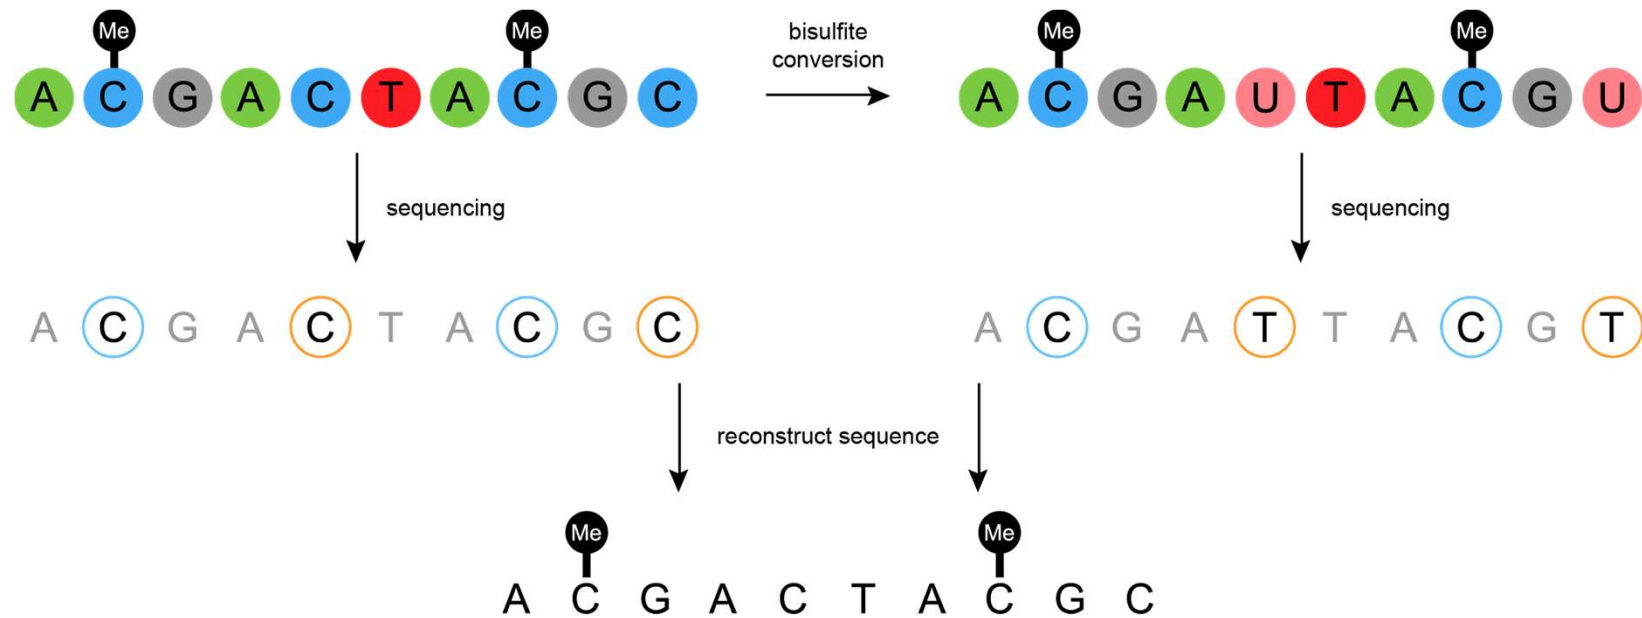 Me Me Me Me
bisulfite
conversion
A C G A C T A C G C
A C G A U T A C G U
sequencing
sequencing
A C G A C T A C G C
A C G A T T A C G T
reconstruct sequence
Me Me
A C G A C T A C G C